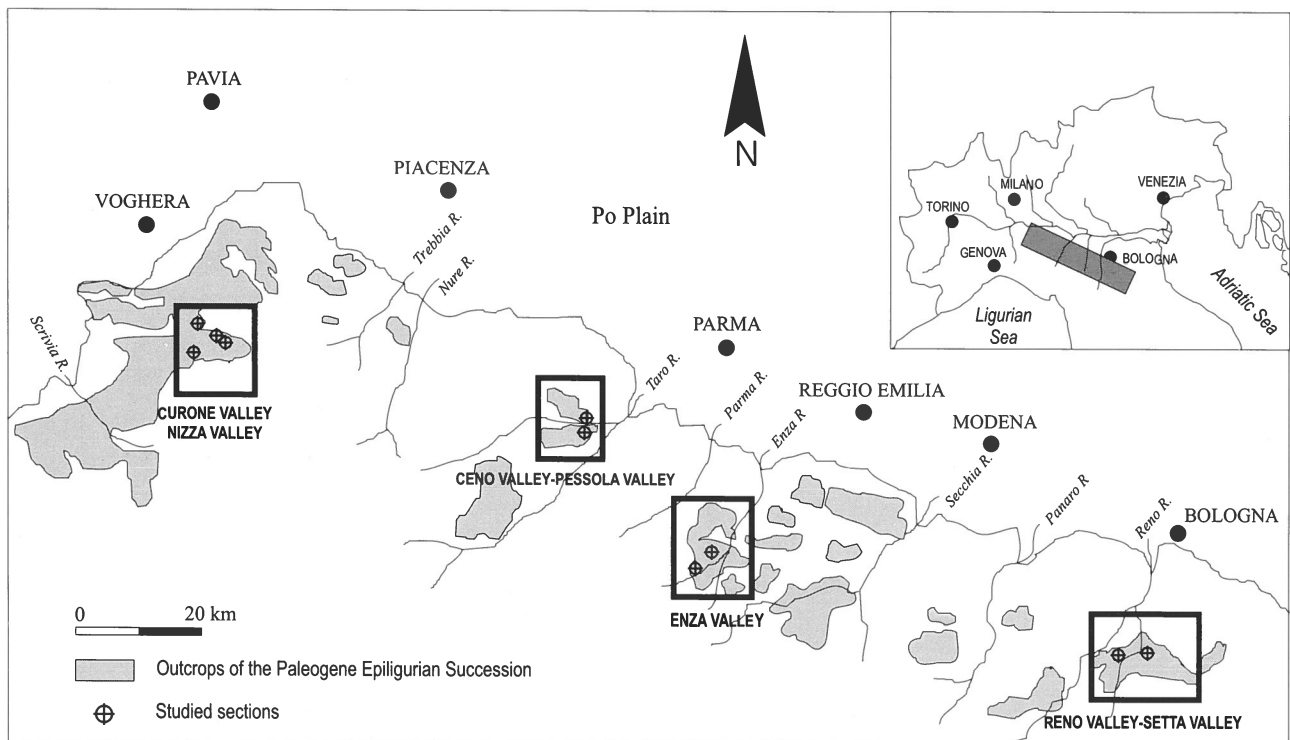 PAVIA
PIACENZA
VOGHERA
Po Plain
N
Trebbia R.
Nure R.
Scrivia R.
CURONE VALLEY
NIZZA VALLEY
PARMA
Taro R.
Parma R.
REGGIO EMILIA
Enza R
MODENA
CENO VALLEY-PESSOLA VALLEY
Secchia R.
Panaro R
Reno R.
BOLOGNA
ENZA VALLEY
RENO VALLEY-SETTA VALLEY
0 20 km
Outcrops of the Paleogene Epiligurian Succession
Studied sections
MILANO
VENEZIA
TORINO
GENOVA
BOLOGNA
Ligurian
Sea
Adriatic Sea